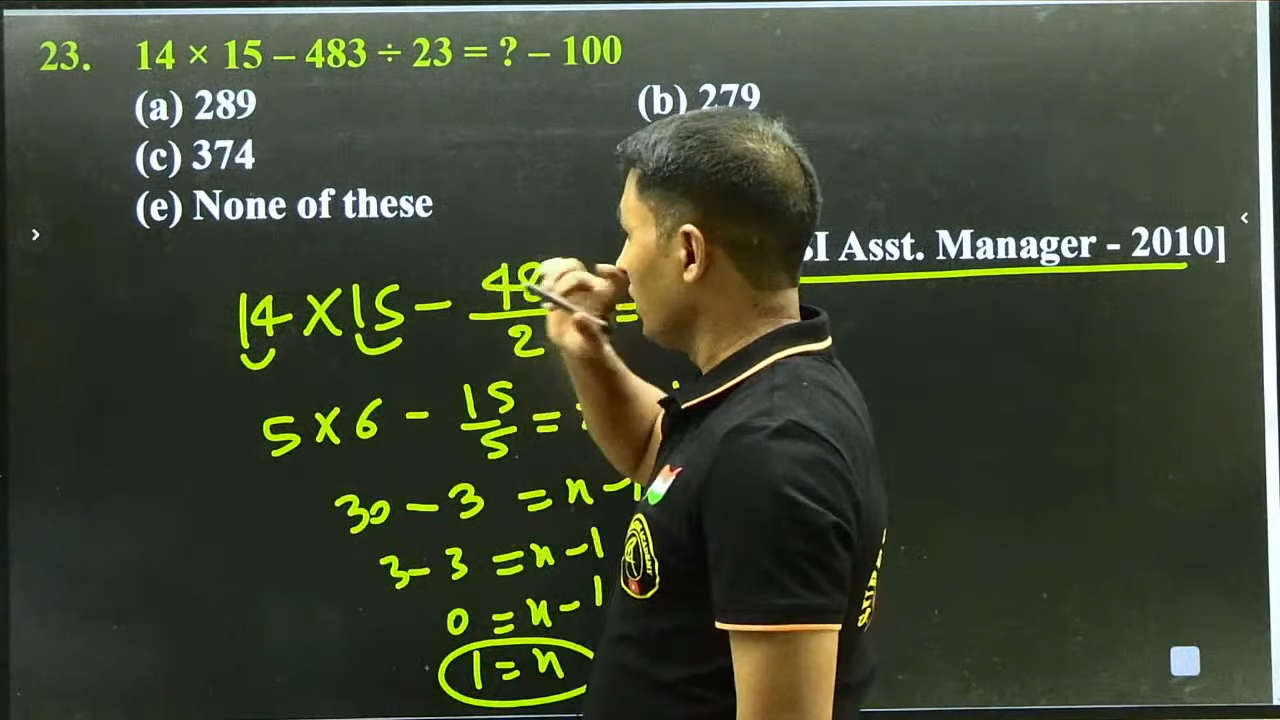 23. 14 × 15 – 483 ÷ 23 = ? – 100
(a) 289 (b) 279
(c) 374
(e) None of these
Asst. Manager - 2010]
14 × 15 - =
5 × 6 - 15/5 =
30 - 3 = n -
3 - 3 = n - 1
0 = n - 1
1 = n